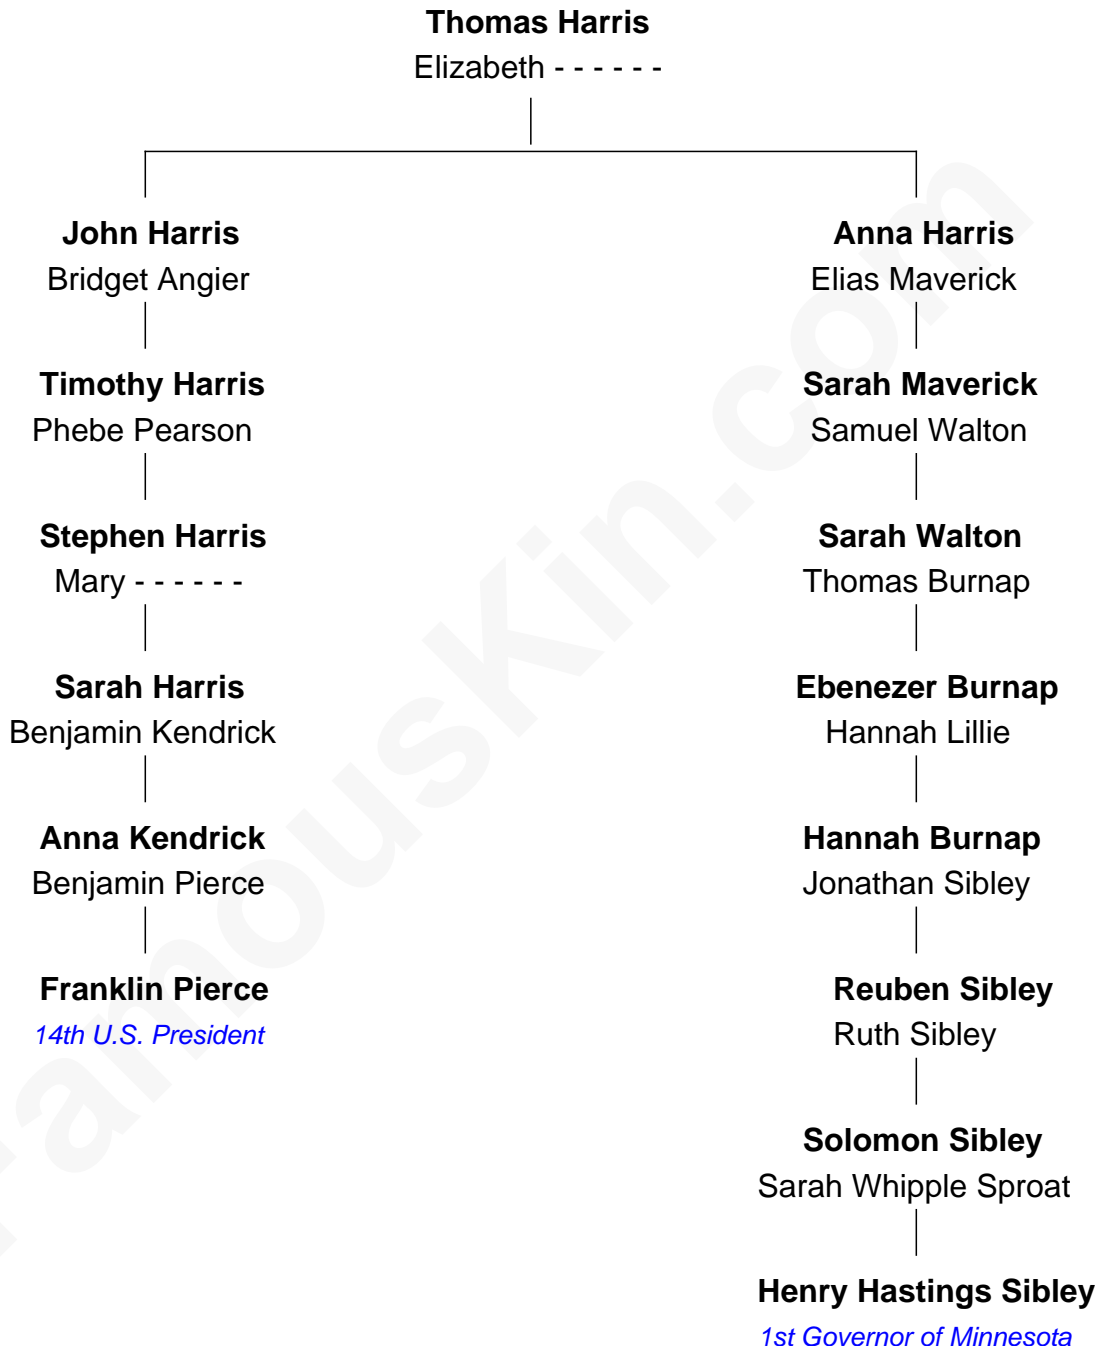 Thomas Harris
Elizabeth - - - - - -
John Harris
Bridget Angier
Anna Harris
Elias Maverick
Timothy Harris
Phebe Pearson
Sarah Maverick
Samuel Walton
Stephen Harris
Mary - - - - - -
Sarah Walton
Thomas Burnap
Sarah Harris
Benjamin Kendrick
Ebenezer Burnap
Hannah Lillie
Anna Kendrick
Benjamin Pierce
Hannah Burnap
Jonathan Sibley
Franklin Pierce
14th U.S. President
Reuben Sibley
Ruth Sibley
Solomon Sibley
Sarah Whipple Sproat
Henry Hastings Sibley
1st Governor of Minnesota
FamousKin.com